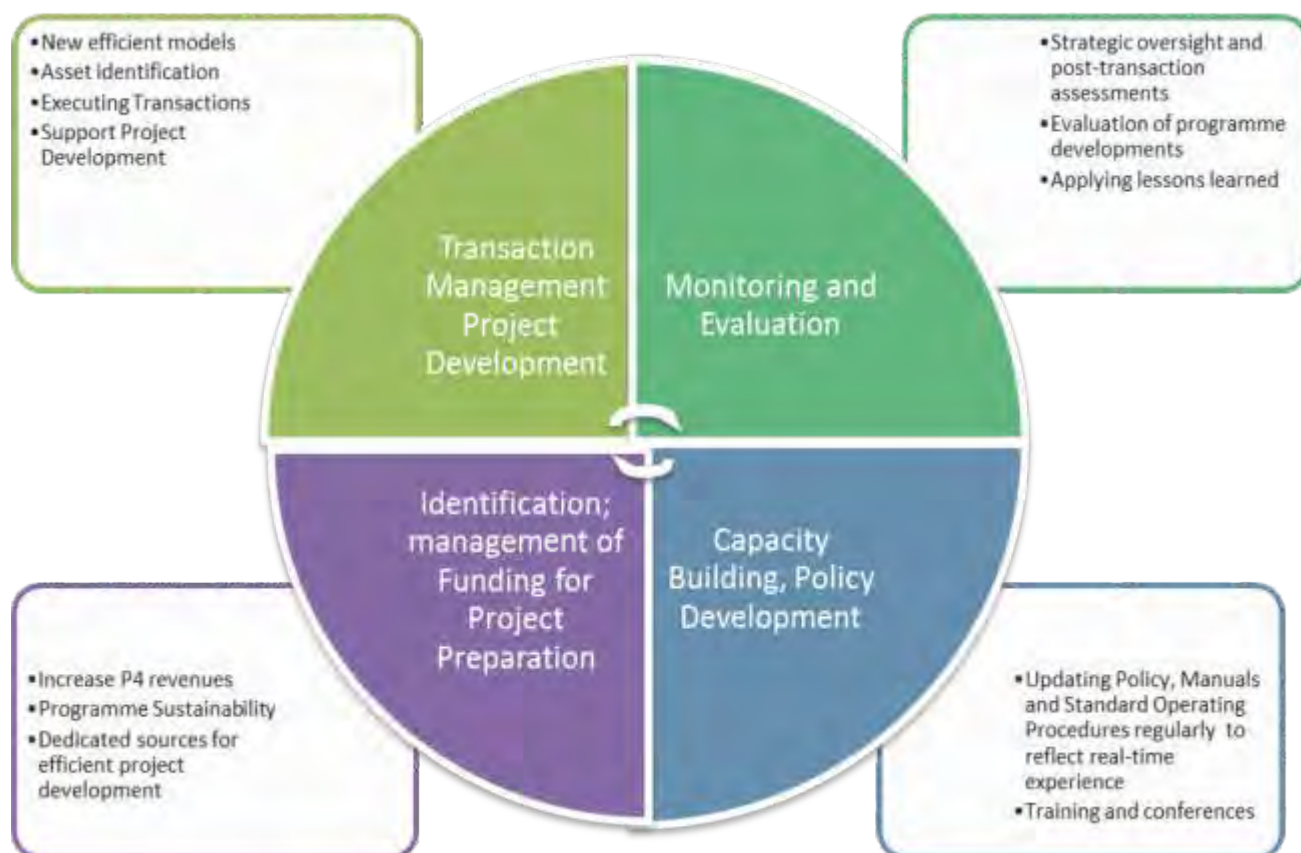 •New efficient models
•Asset identification
•Executing Transactions
•Support Project
Development
•Strategic oversight and
post-transaction
assessments
•Evaluation of programme
developments
•Applying lessons learned
Transaction
Management
Project
Development
Monitoring and
Evaluation
Identification;
management of
Funding for
Project
Preparation
Capacity
Building, Policy
Development
•Increase P4 revenues
•Programme Sustainability
•Dedicated sources for
efficient project
development
•Updating Policy, Manuals
and Standard Operating
Procedures regularly to
reflect real-time
experience
•Training and conferences